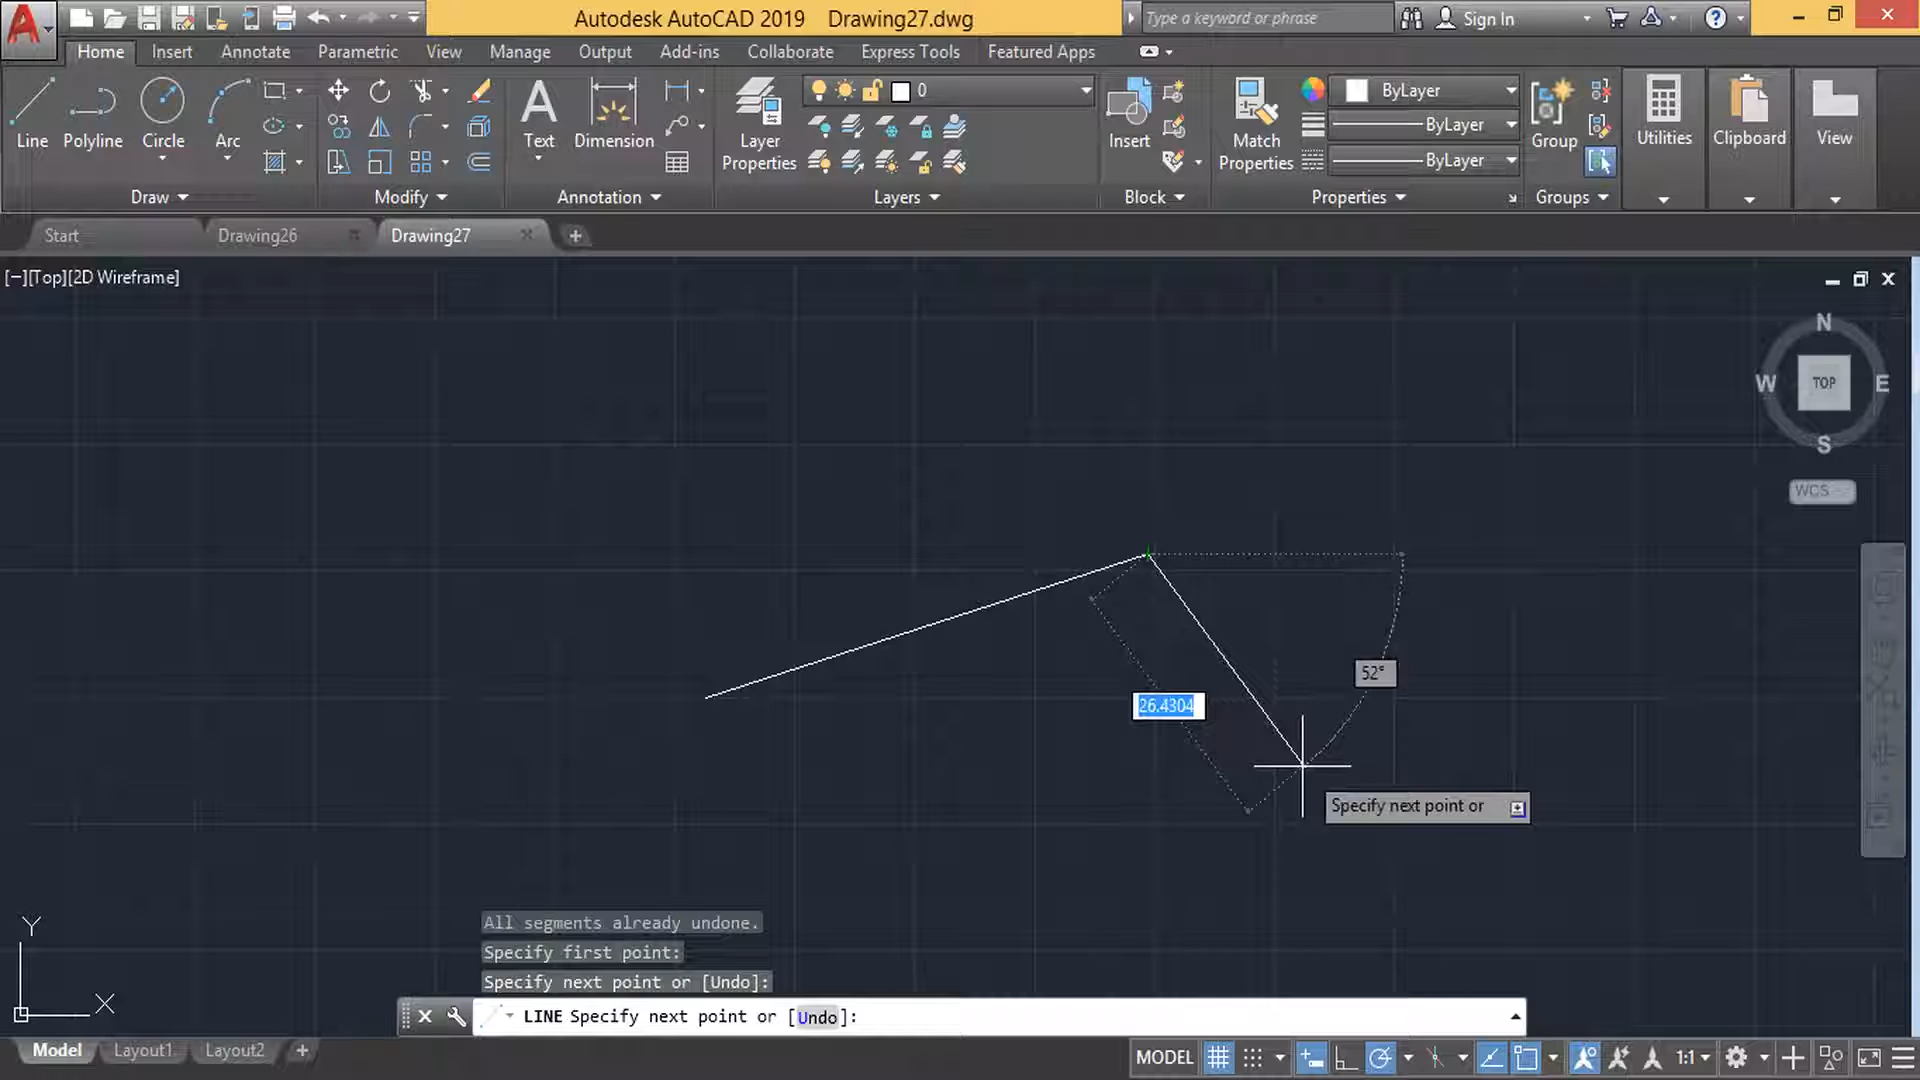 Autodesk AutoCAD 2019 Drawing27.dwg
Type a keyword or phrase
Sign In
Home Insert Annotate Parametric View Manage Output Add-ins Collaborate Express Tools Featured Apps
Line Polyline Circle Arc
Text Dimension
Layer Properties
0
Insert
Match Properties
ByLayer
ByLayer
ByLayer
Group
Utilities Clipboard View
Draw Modify Annotation Layers Block Properties Groups
Start Drawing26 Drawing27
[−][Top][2D Wireframe]
N
W TOP E
S
WCS
52°
26.4304
Specify next point or
All segments already undone.
Specify first point:
Specify next point or [Undo]:
LINE Specify next point or [Undo]:
Y
X
Model Layout1 Layout2
MODEL 1:1